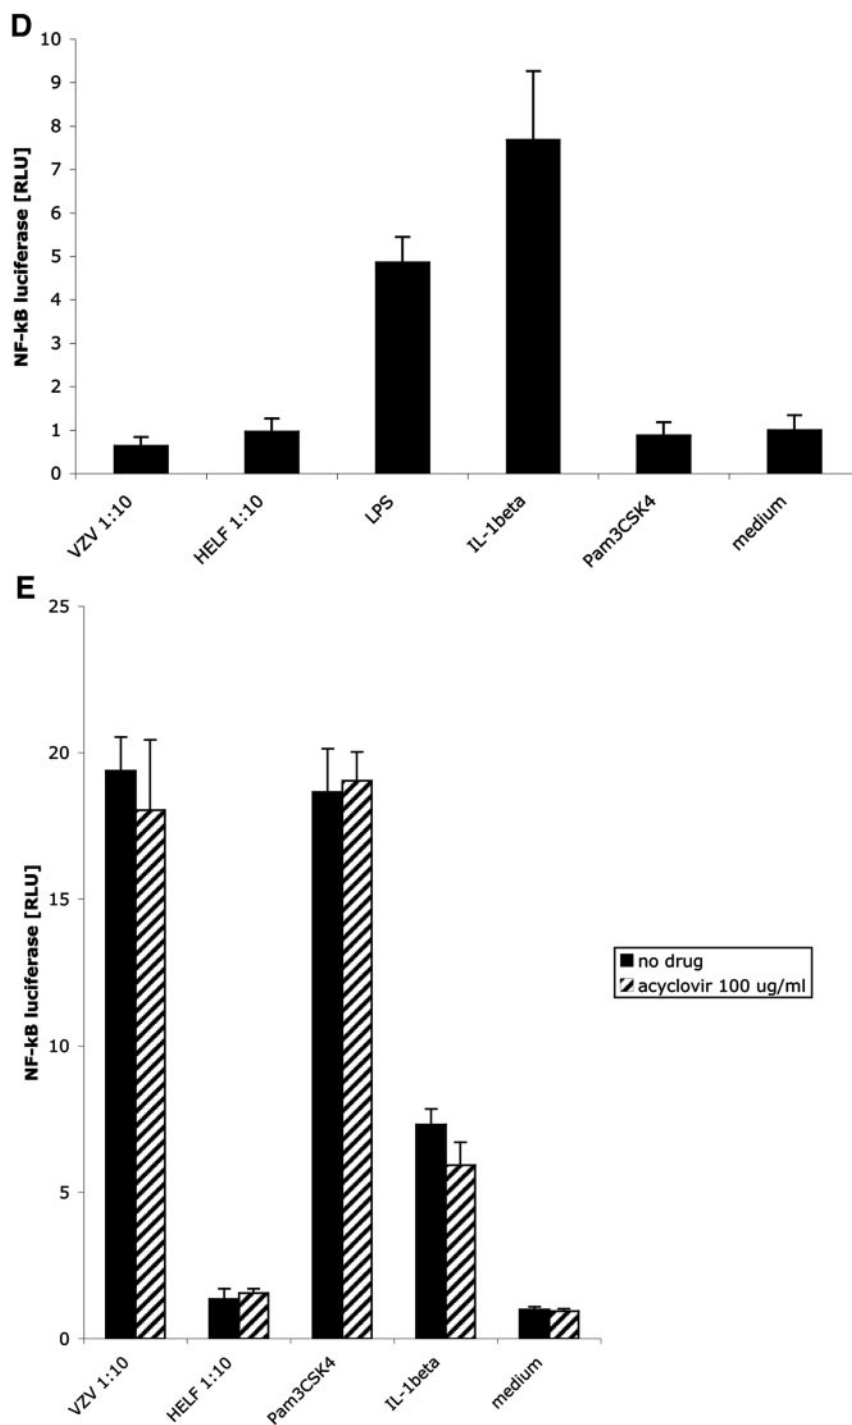 D
10
9
8
7
6
5
4
3
2
1
0
NF-kB luciferase [RLU]
VZV 1:10
HELF 1:10
LPS
IL-1beta
Pam3CSK4
medium
E
25
20
15
10
5
0
NF-kB luciferase [RLU]
no drug
acyclovir 100 ug/ml
VZV 1:10
HELF 1:10
Pam3CSK4
IL-1beta
medium